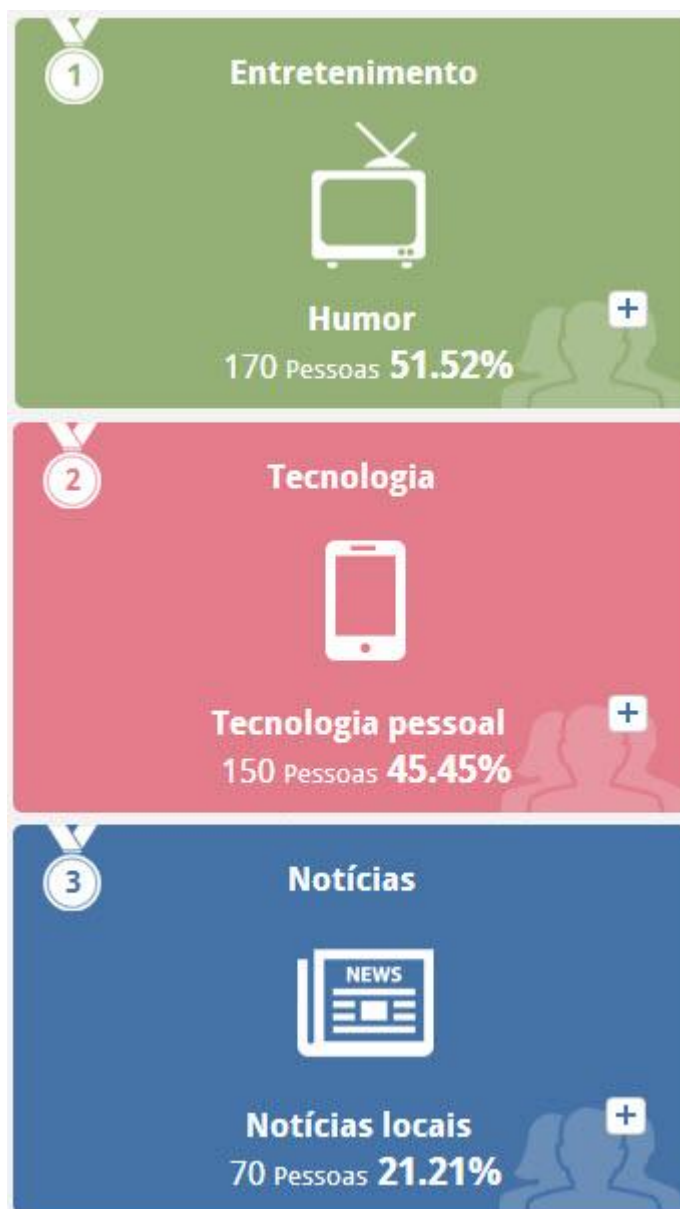 1
Entretenimento
Humor
170 Pessoas 51.52%
2
Tecnologia
Tecnologia pessoal
150 Pessoas 45.45%
3
Notícias
NEWS
Notícias locais
70 Pessoas 21.21%